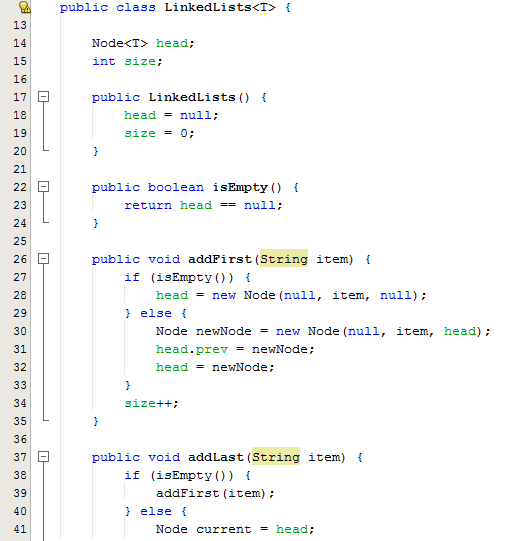 public class LinkedLists<T> {
13
14 Node<T> head;
15 int size;
16
17 public LinkedLists() {
18 head = null;
19 size = 0;
20 }
21
22 public boolean isEmpty() {
23 return head == null;
24 }
25
26 public void addFirst(String item) {
27 if (isEmpty()) {
28 head = new Node(null, item, null);
29 } else {
30 Node newNode = new Node(null, item, head);
31 head.prev = newNode;
32 head = newNode;
33 }
34 size++;
35 }
36
37 public void addLast(String item) {
38 if (isEmpty()) {
39 addFirst(item);
40 } else {
41 Node current = head;